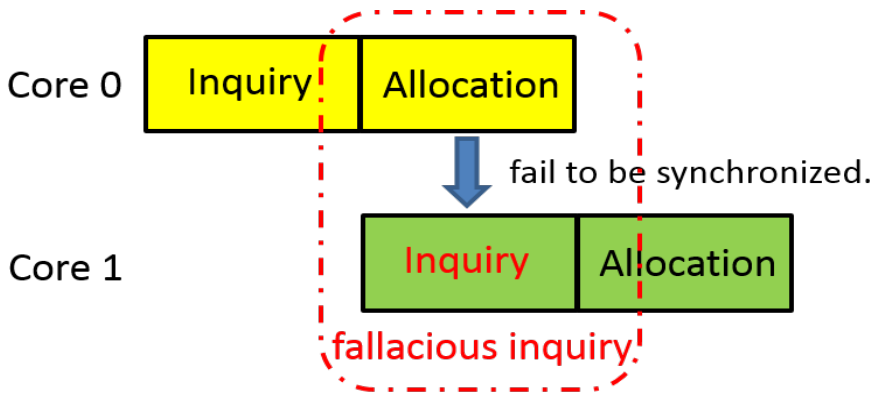 Core 0 Inquiry Allocation
fail to be synchronized.
Core 1 Inquiry Allocation
fallacious inquiry